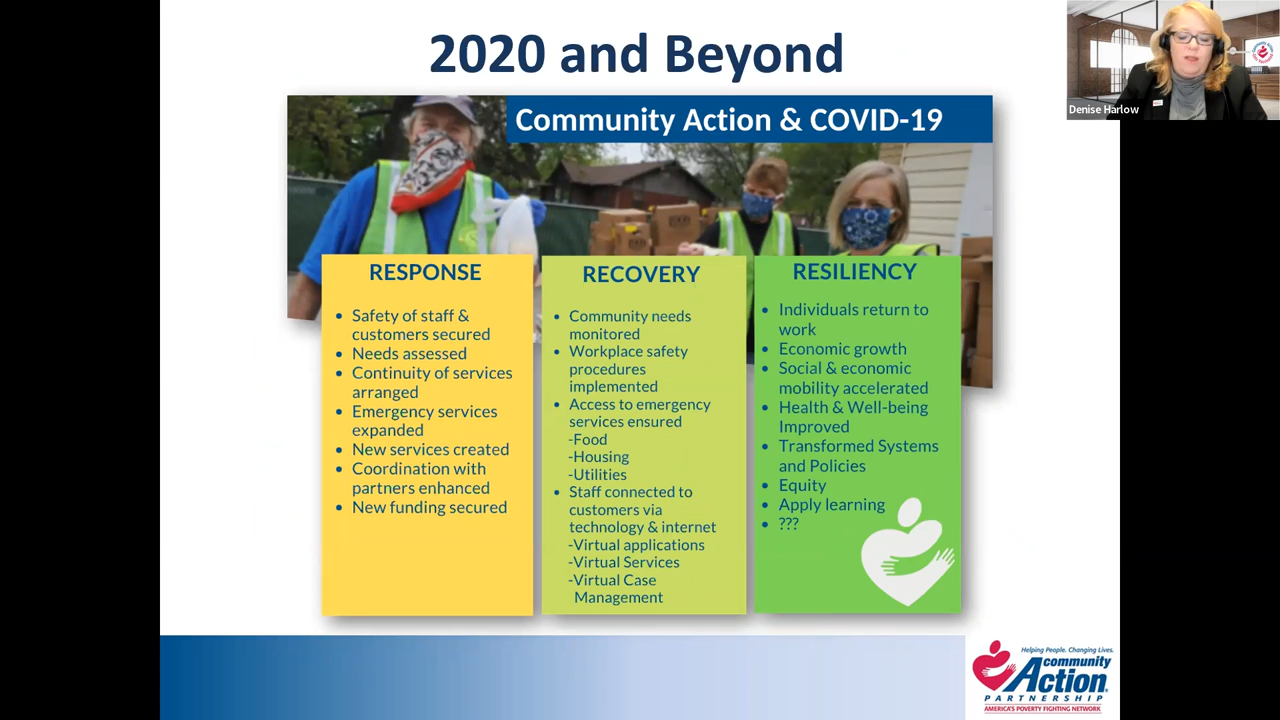 2020 and Beyond
Community Action & COVID-19
RESPONSE
• Safety of staff &
customers secured
• Needs assessed
• Continuity of services
arranged
• Emergency services
expanded
• New services created
• Coordination with
partners enhanced
• New funding secured
RECOVERY
• Community needs
monitored
• Workplace safety
procedures
implemented
• Access to emergency
services ensured
-Food
-Housing
-Utilities
• Staff connected to
customers via
technology & internet
-Virtual applications
-Virtual Services
-Virtual Case
Management
RESILIENCY
• Individuals return to
work
• Economic growth
• Social & economic
mobility accelerated
• Health & Well-being
Improved
• Transformed Systems
and Policies
• Equity
• Apply learning
• ???
Denise Harlow
Helping People. Changing Lives.
community
Action
PARTNERSHIP
AMERICA'S POVERTY FIGHTING NETWORK